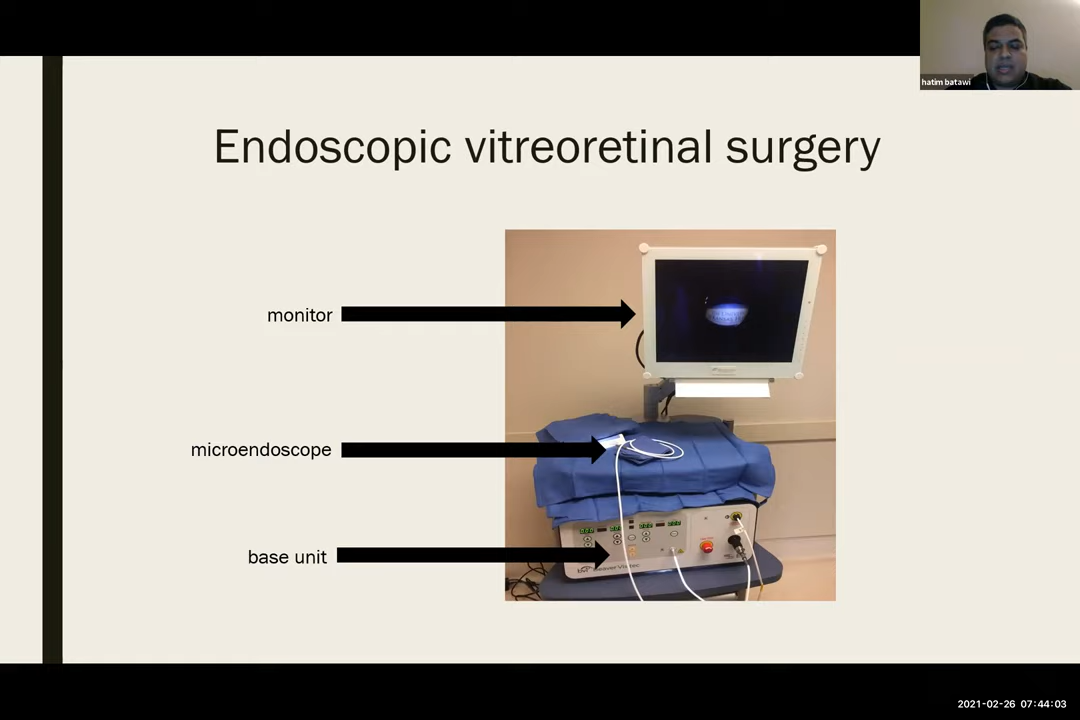 hatim batawi
Endoscopic vitreoretinal surgery
monitor
microendoscope
base unit
2021-02-26 07:44:03